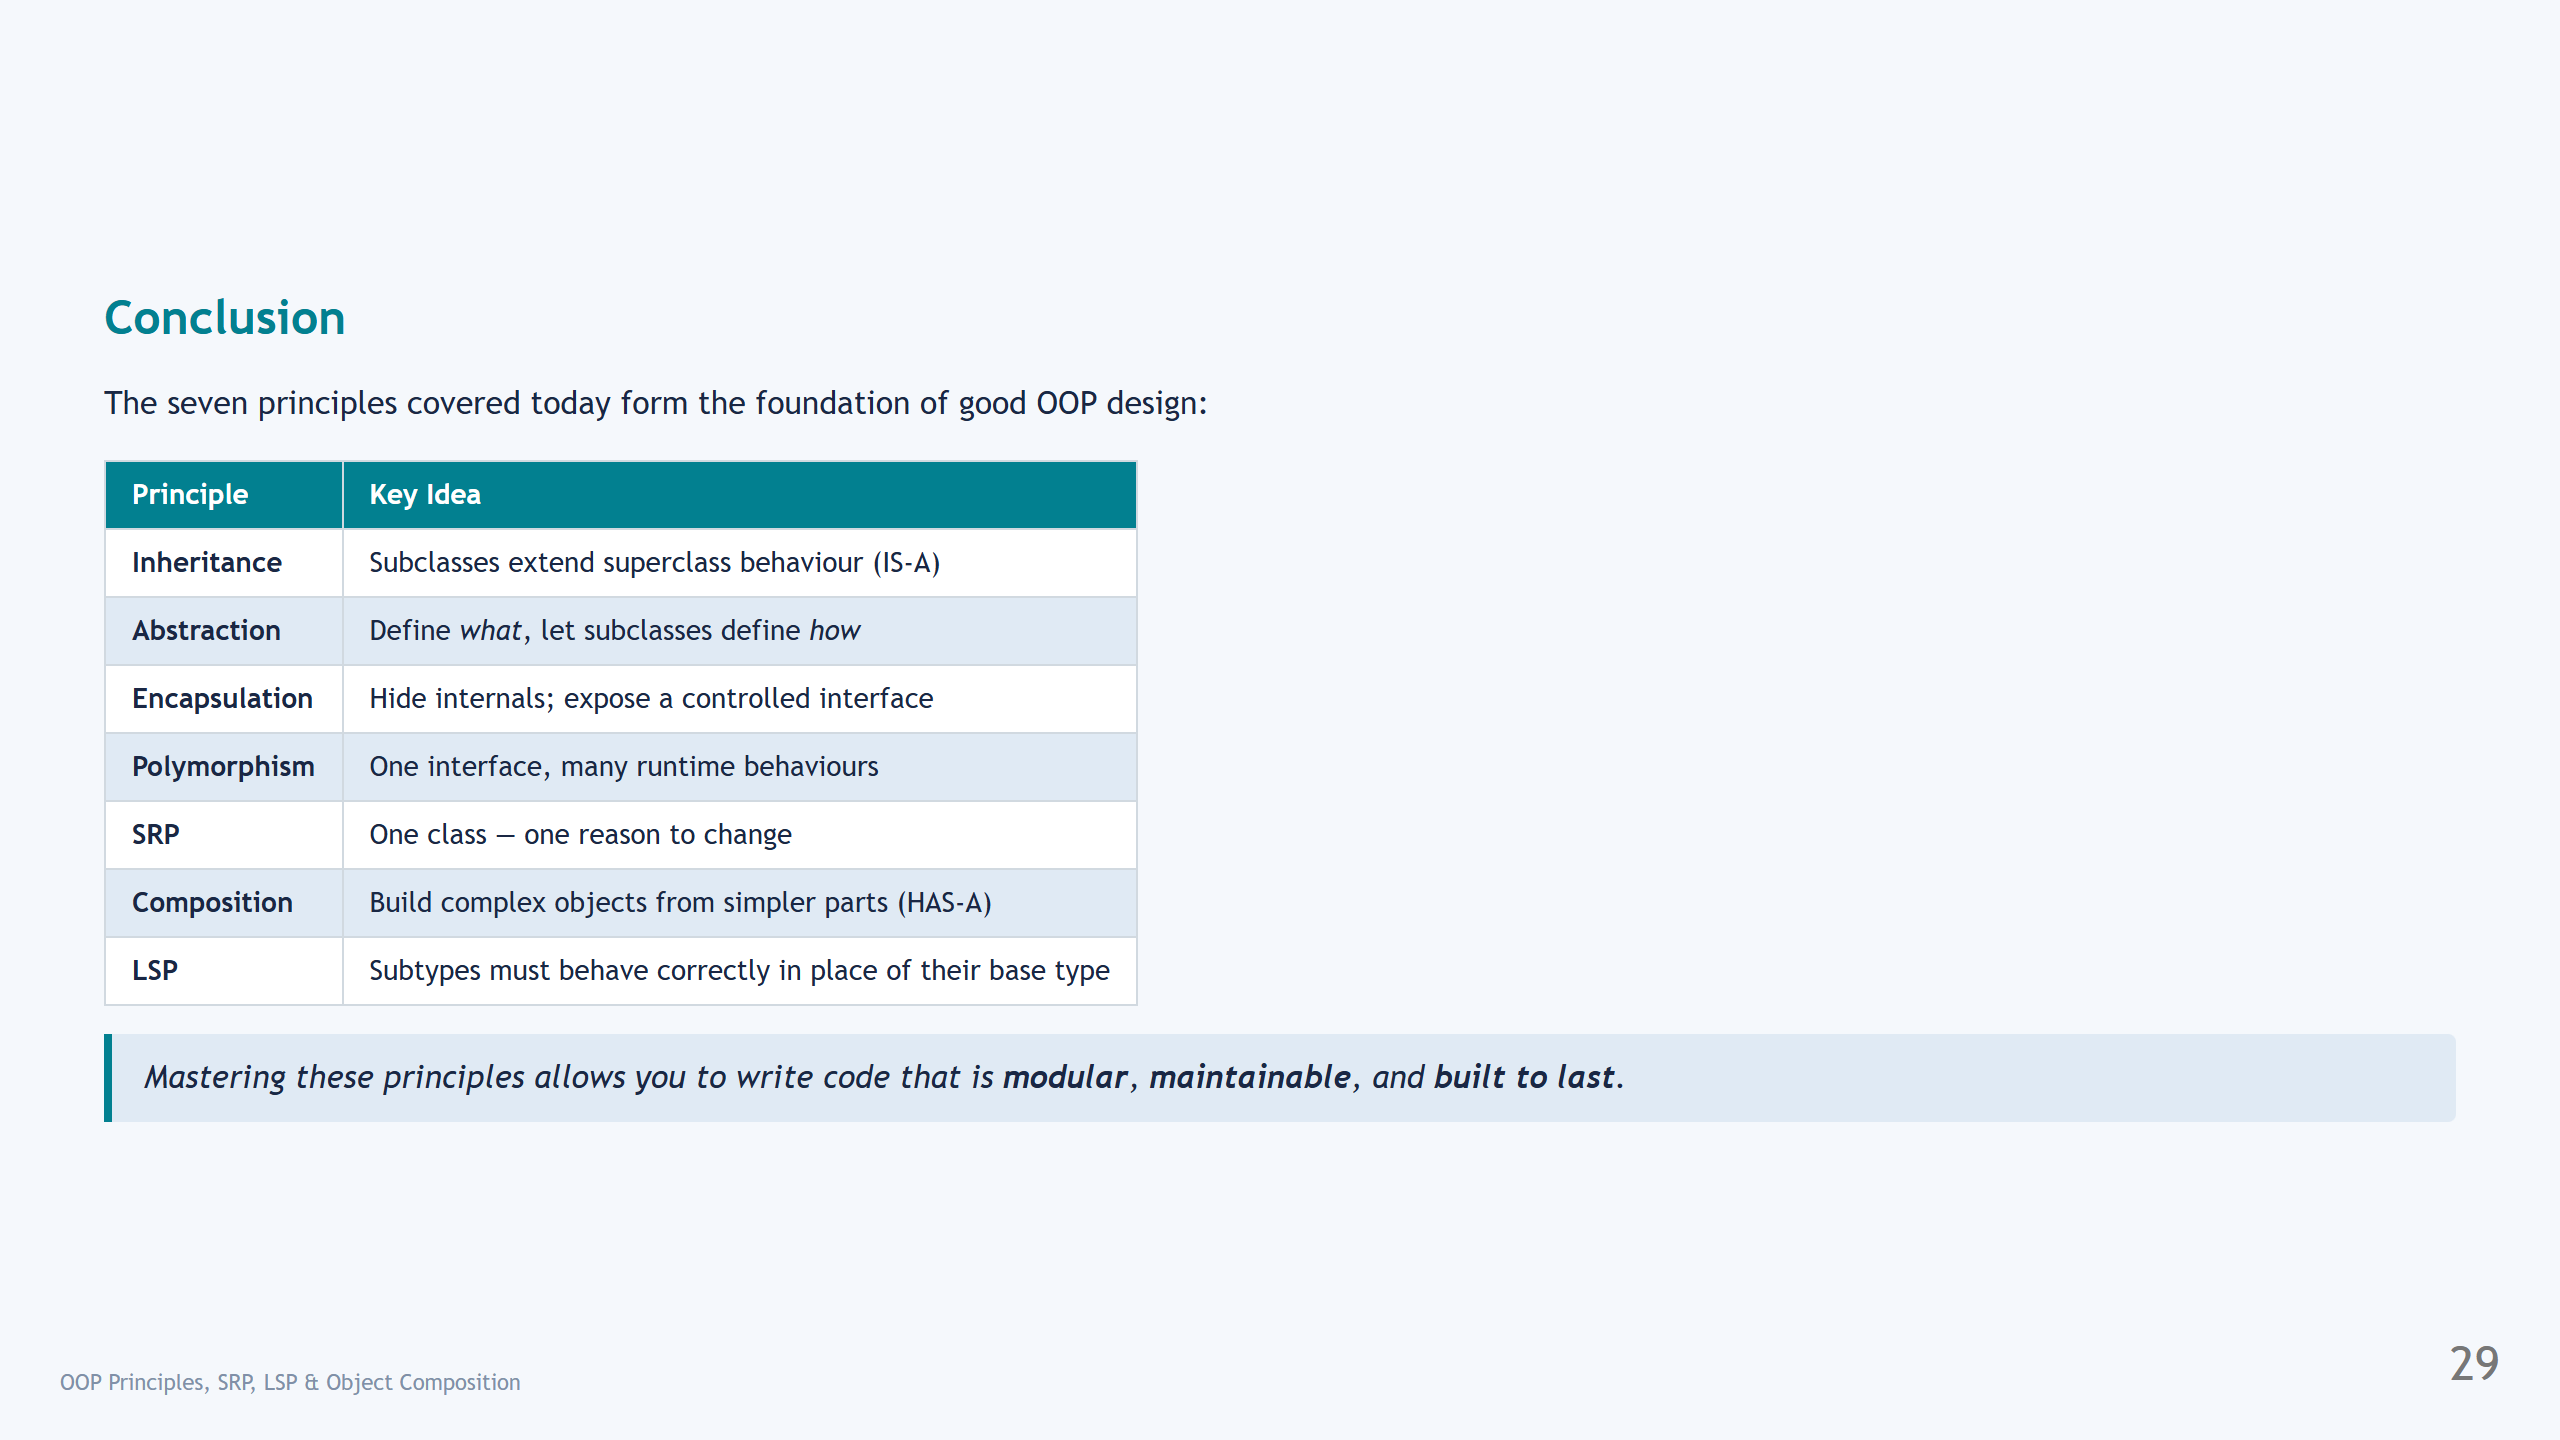 Conclusion
The seven principles covered today form the foundation of good OOP design:
Principle Key Idea
Inheritance Subclasses extend superclass behaviour (IS-A)
Abstraction Define what, let subclasses define how
Encapsulation Hide internals; expose a controlled interface
Polymorphism One interface, many runtime behaviours
SRP One class — one reason to change
Composition Build complex objects from simpler parts (HAS-A)
LSP Subtypes must behave correctly in place of their base type
Mastering these principles allows you to write code that is modular, maintainable, and built to last.
OOP Principles, SRP, LSP & Object Composition
29